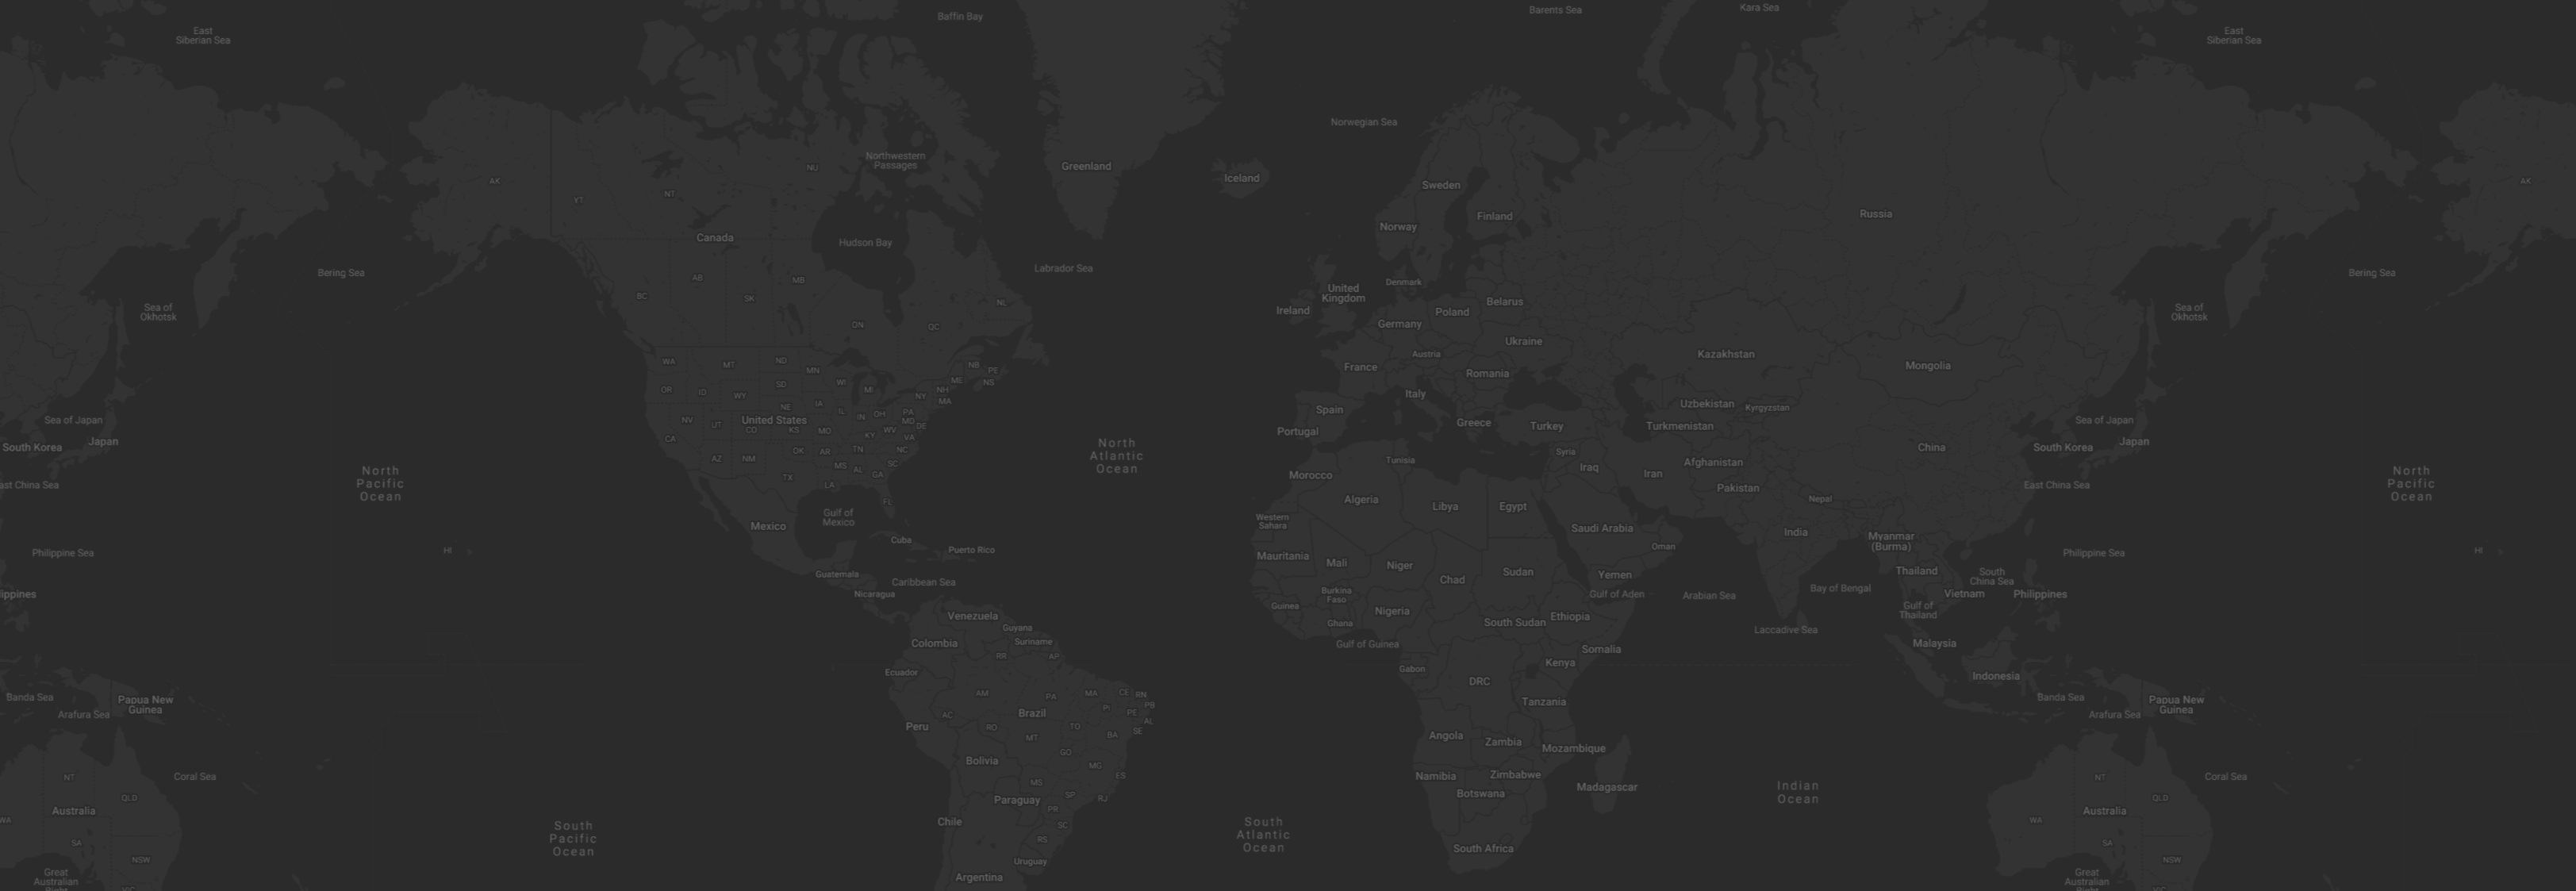 East
Siberian Sea
Baffin Bay
Barents Sea
Kara Sea
East
Siberian Sea
Norwegian Sea
NU
Northwestern
Passages
Greenland
Iceland
AK
NT
YT
Sweden
AK
Finland
Norway
Russia
Canada
Hudson Bay
Labrador Sea
Bering Sea
Bering Sea
AB
MB
BC
SK
Denmark
United
Kingdom
NL
Belarus
Sea of
Okhotsk
Ireland
Poland
Sea of
Okhotsk
ON
QC
Germany
Ukraine
WA
MT
ND
MN
NB
PE
France
Austria
Kazakhstan
Mongolia
OR
ID
WY
SD
WI
MI
ME
NS
NH
Romania
NE
IA
NY
MA
Italy
Uzbekistan
Kyrgyzstan
Sea of Japan
NV
UT
United States
CO
KS
MO
IL
IN
OH
PA
MD
DE
WV
VA
KY
Spain
Greece
Turkey
Turkmenistan
Sea of Japan
South Korea
Japan
CA
Portugal
China
South Korea
Japan
AZ
NM
OK
AR
TN
NC
SC
MS
AL
GA
North
Atlantic
Ocean
Tunisia
Syria
Iraq
Iran
Afghanistan
North
Pacific
Ocean
TX
LA
FL
Morocco
Pakistan
Nepal
North
Pacific
Ocean
ast China Sea
East China Sea
Algeria
Libya
Egypt
Gulf of
Mexico
Mexico
Western
Sahara
Saudi Arabia
India
Myanmar
(Burma)
Philippine Sea
HI
Cuba
Puerto Rico
Mauritania
Mali
Niger
Oman
Philippine Sea
HI
Guatemala
Caribbean Sea
Chad
Sudan
Yemen
Thailand
South
China Sea
ippines
Nicaragua
Burkina
Faso
Gulf of Aden
Arabian Sea
Bay of Bengal
Vietnam
Philippines
Guinea
Nigeria
Gulf of
Thailand
Venezuela
Guyana
Ghana
South Sudan
Ethiopia
Laccadive Sea
Colombia
Suriname
Gulf of Guinea
Somalia
Malaysia
RR
AP
Ecuador
Gabon
Kenya
Indonesia
DRC
Banda Sea
Papua New
Guinea
AM
PA
MA
CE
RN
Tanzania
Banda Sea
Papua New
Guinea
Arafura Sea
AC
Brazil
PI
PE
PB
AL
Arafura Sea
Peru
RO
MT
TO
BA
SE
Angola
Zambia
Mozambique
Bolivia
GO
MG
ES
NT
Coral Sea
Namibia
Zimbabwe
Madagascar
Indian
Ocean
NT
Coral Sea
MS
SP
RJ
Botswana
QLD
QLD
Paraguay
PR
Australia
Australia
WA
Chile
SC
South
Pacific
Ocean
South
Atlantic
Ocean
WA
SA
RS
South Africa
SA
NSW
Uruguay
NSW
Great
Australian
Bight
Argentina
Great
Australian
Bight
VIC
VIC